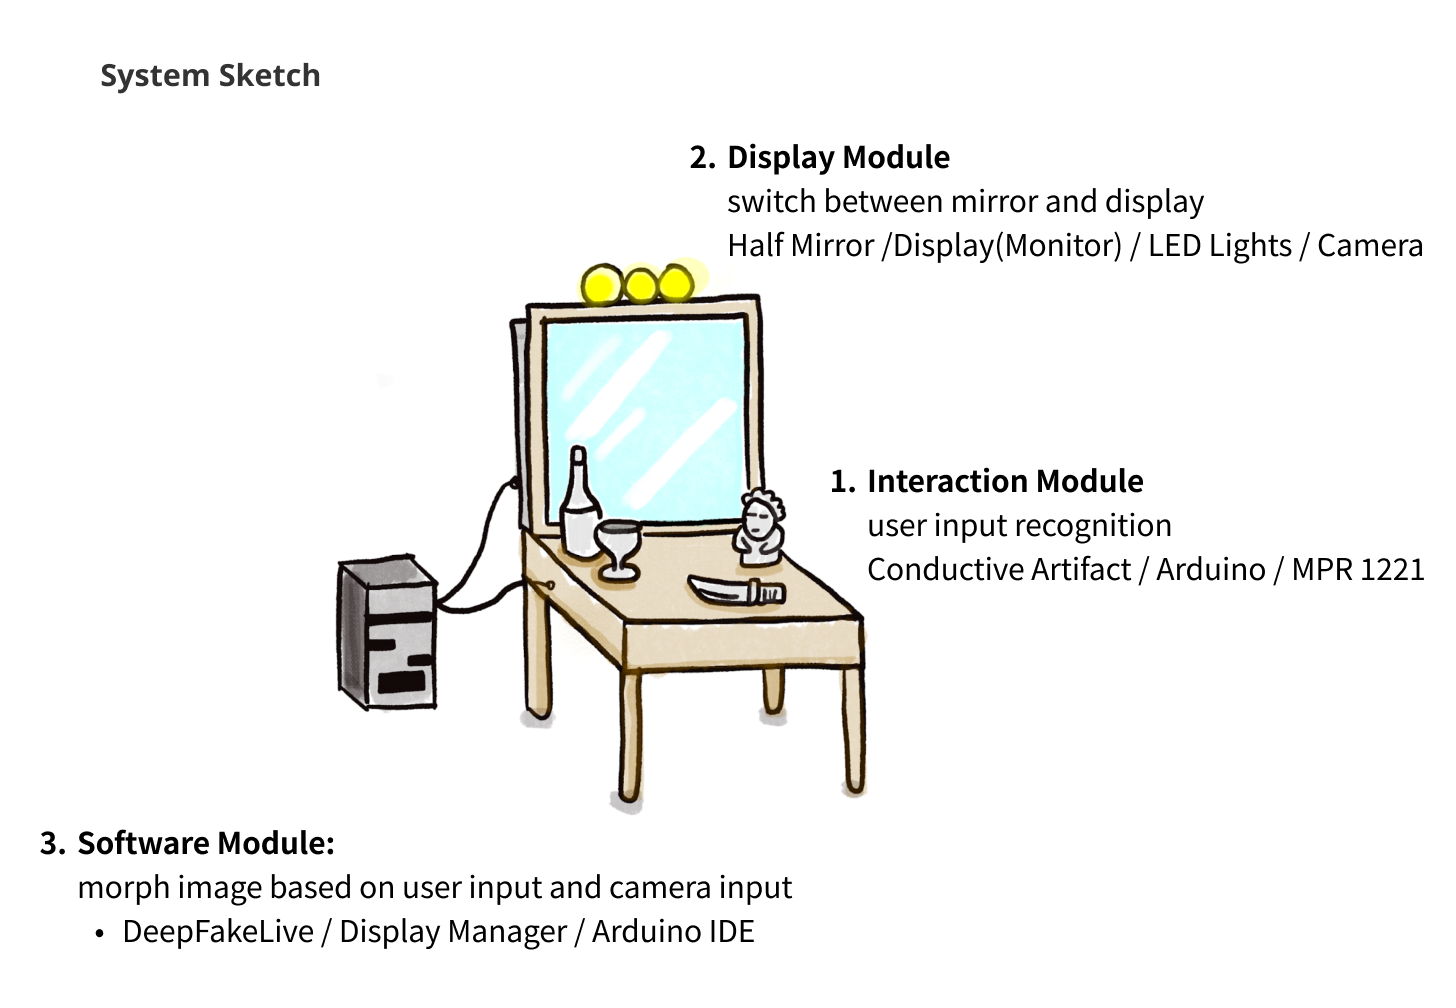 System Sketch
2. Display Module
switch between mirror and display
Half Mirror /Display(Monitor) / LED Lights / Camera
1. Interaction Module
user input recognition
Conductive Artifact / Arduino / MPR 1221
3. Software Module:
morph image based on user input and camera input
• DeepFakeLive / Display Manager / Arduino IDE